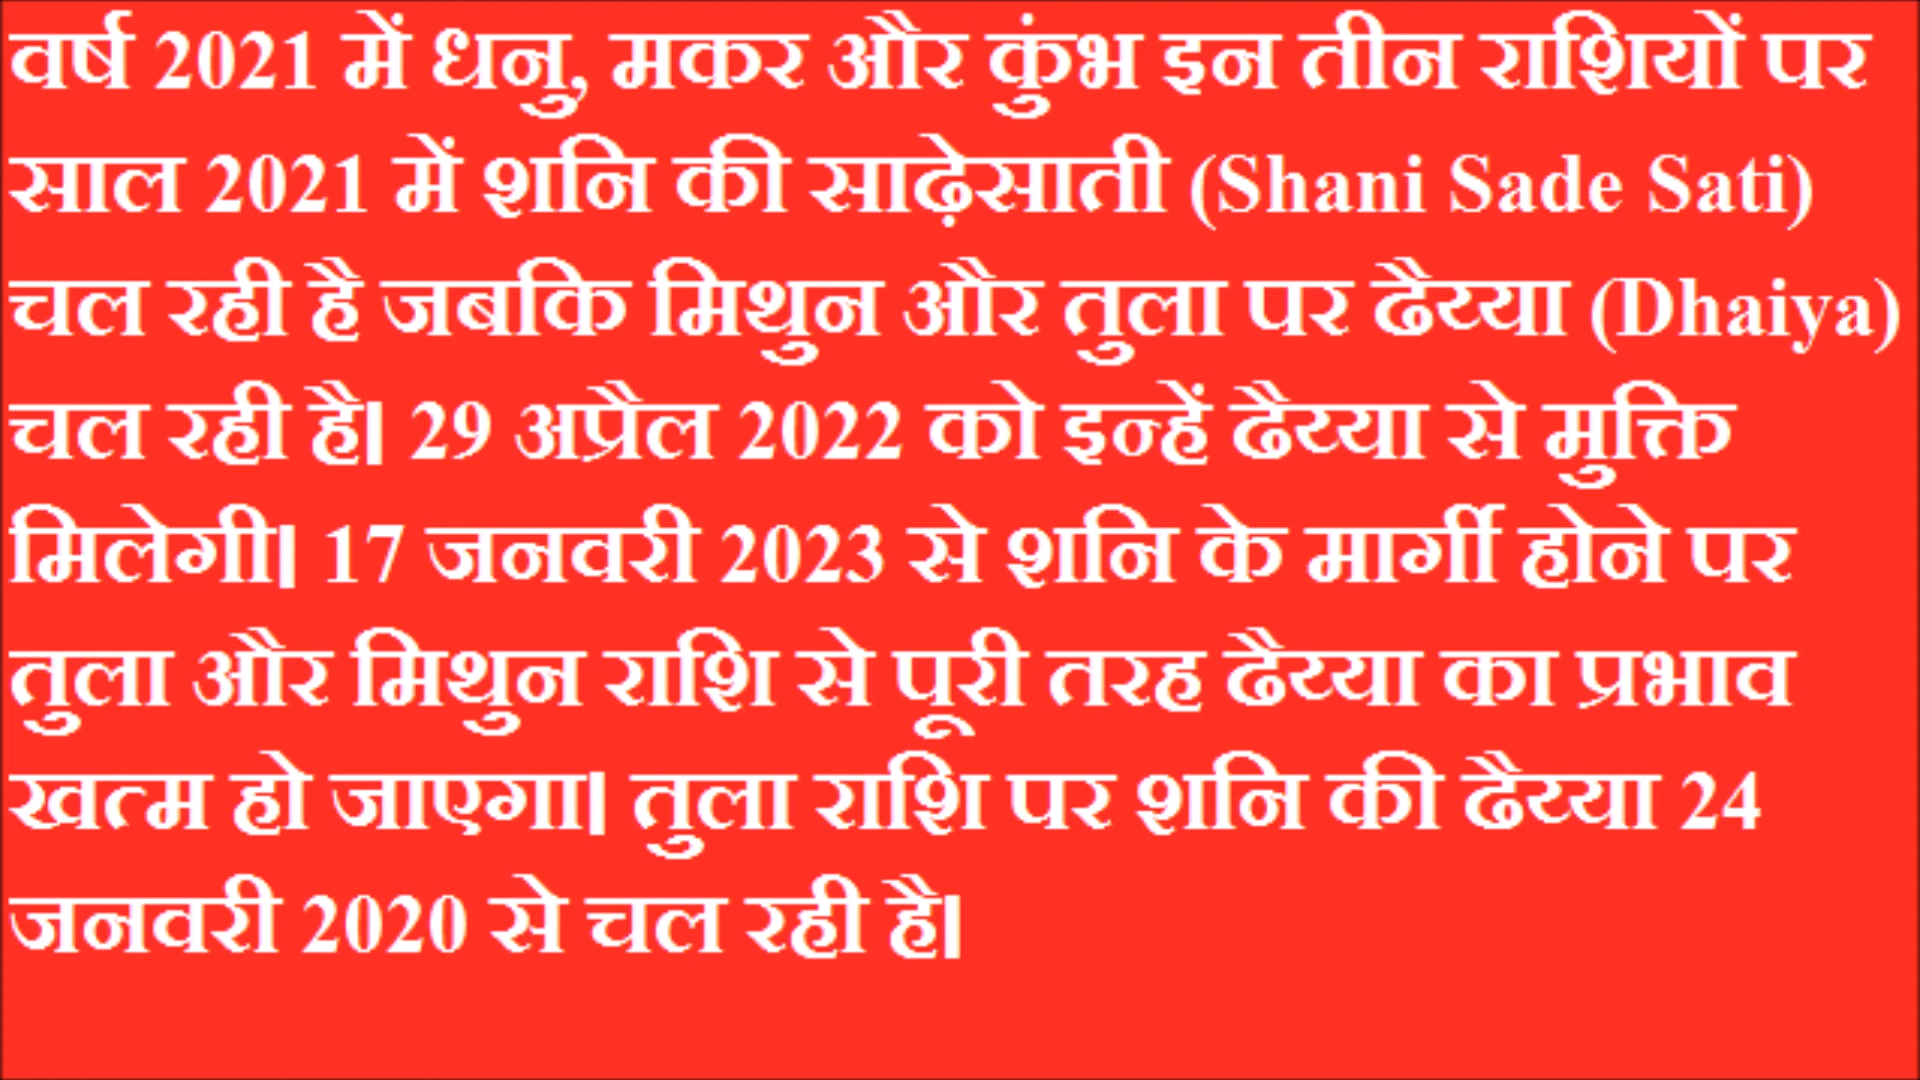 वर्ष 2021 में धनु, मकर और कुंभ इन तीन राशियों पर
साल 2021 में शनि की साढ़ेसाती (Shani Sade Sati)
चल रही है जबकि मिथुन और तुला पर ढैय्या (Dhaiya)
चल रही है। 29 अप्रैल 2022 को इन्हें ढैय्या से मुक्ति
मिलेगी। 17 जनवरी 2023 से शनि के मार्गी होने पर
तुला और मिथुन राशि से पूरी तरह ढैय्या का प्रभाव
खत्म हो जाएगा। तुला राशि पर शनि की ढैय्या 24
जनवरी 2020 से चल रही है।